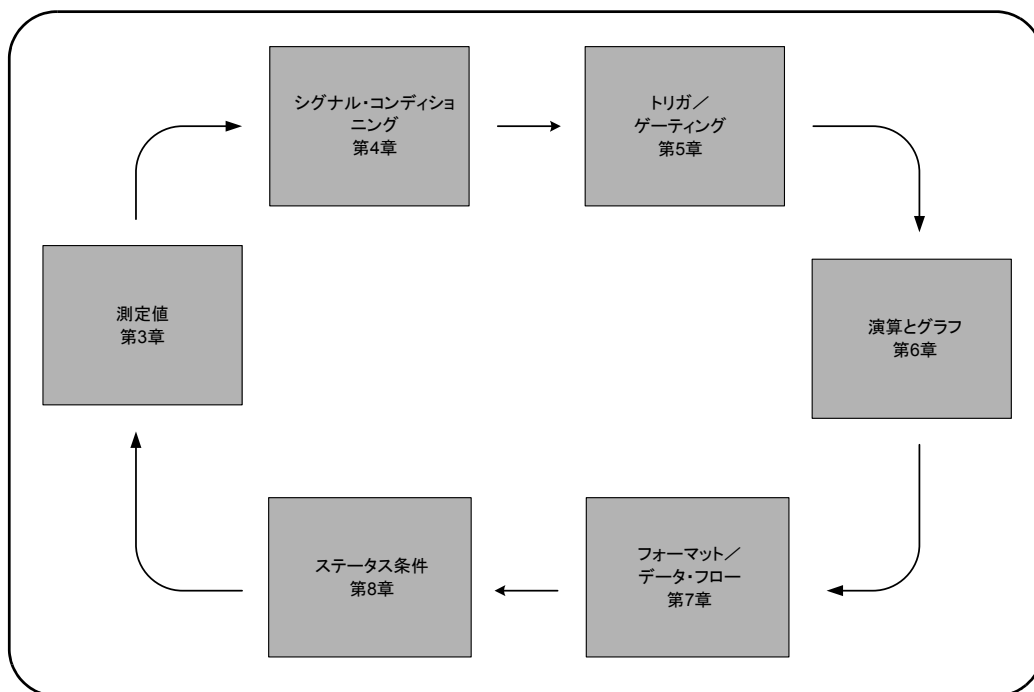 シグナル・コンディショ
ニング
第4章
トリガ／
ゲーティング
第5章
測定値
第3章
演算とグラフ
第6章
ステータス条件
第8章
フォーマット／
データ・フロー
第7章